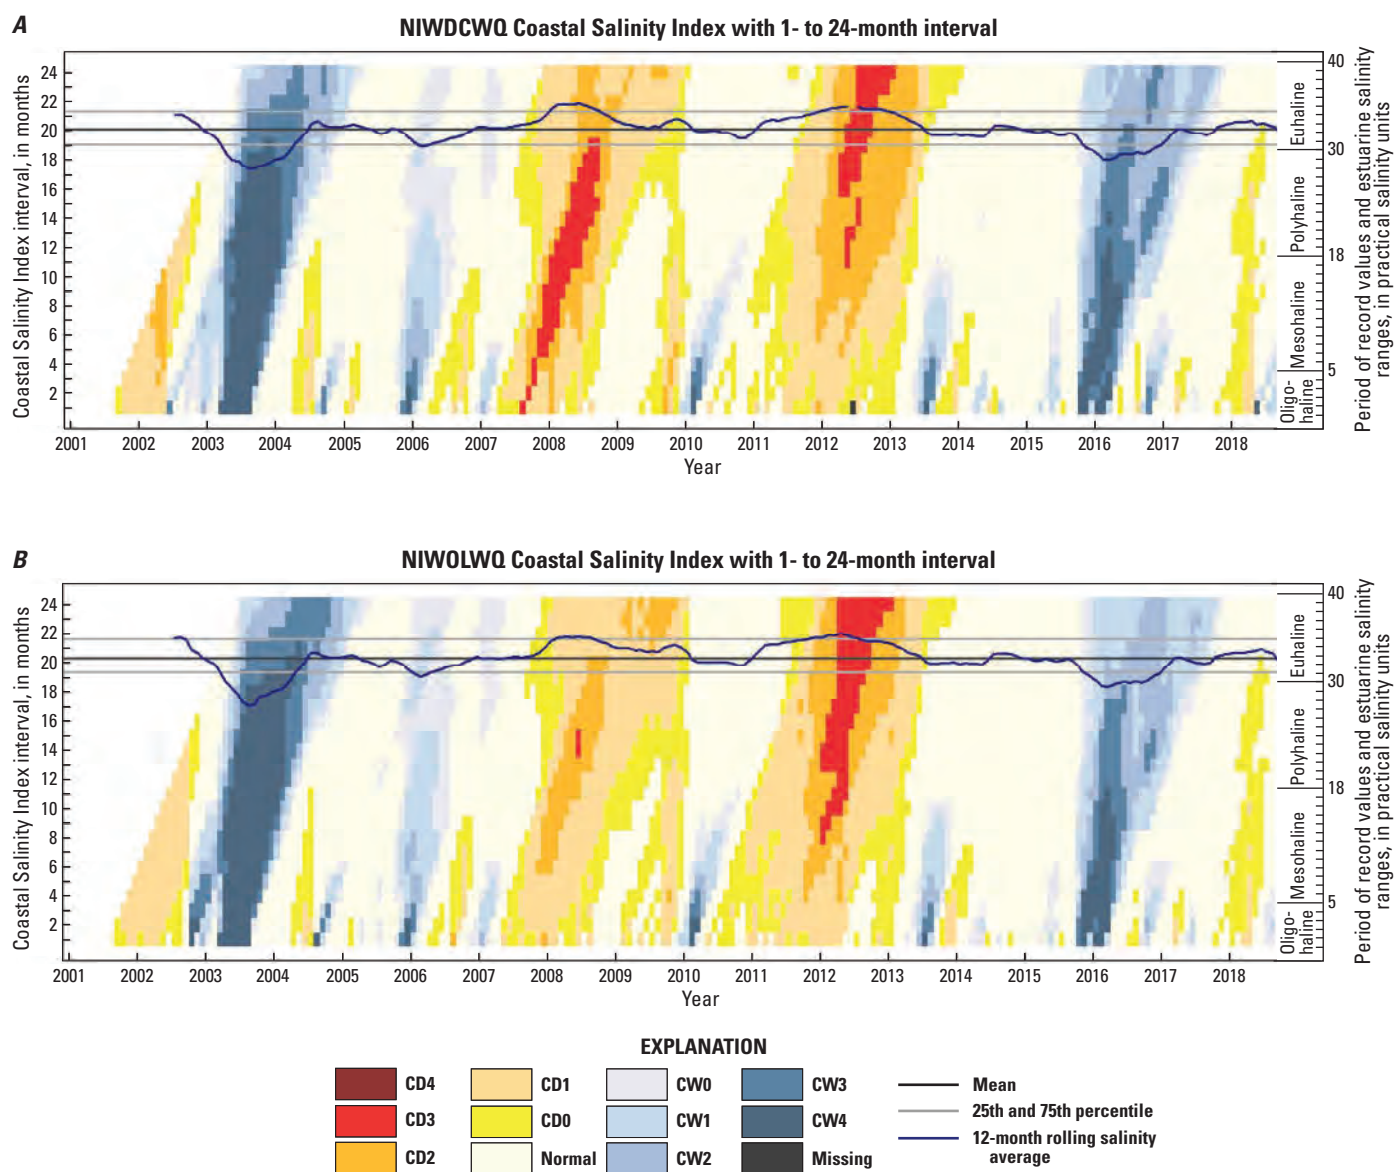 A
NIWDCWQ Coastal Salinity Index with 1- to 24-month interval
Coastal Salinity Index interval, in months
24
22
20
18
16
14
12
10
8
6
4
2
40
30
18
5
Euhaline
Polyhaline
Mesohaline
Oligo-
haline
Period of record values and estuarine salinity
ranges, in practical salinity units
2001 2002 2003 2004 2005 2006 2007 2008 2009 2010 2011 2012 2013 2014 2015 2016 2017 2018
Year
B
NIWOLWQ Coastal Salinity Index with 1- to 24-month interval
Coastal Salinity Index interval, in months
24
22
20
18
16
14
12
10
8
6
4
2
40
30
18
5
Euhaline
Polyhaline
Mesohaline
Oligo-
haline
Period of record values and estuarine salinity
ranges, in practical salinity units
2001 2002 2003 2004 2005 2006 2007 2008 2009 2010 2011 2012 2013 2014 2015 2016 2017 2018
Year
EXPLANATION
CD4 CD1 CW0 CW3 Mean
CD3 CD0 CW1 CW4 25th and 75th percentile
CD2 Normal CW2 Missing 12-month rolling salinity
average